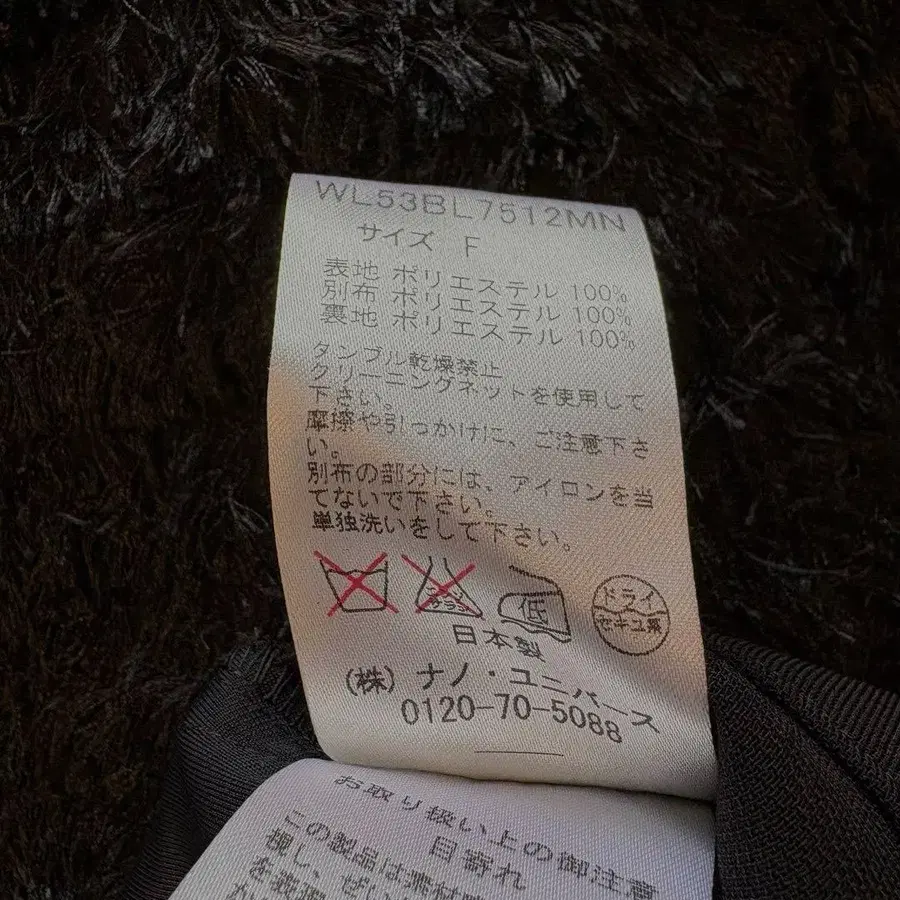 WL53BL7512MN
サイズ F
表地 ポリエステル 100%
別布 ポリエステル 100%
裏地 ポリエステル 100%
タンブル乾燥禁止
クリーニングネットを使用して
下さい。
摩擦や引っかけに、ご注意下さ
い。
別布の部分には、アイロンを当
てないで下さい。
単独洗いをして下さい。
エンソ
サラシ
低
ドライ
セキユ系
日本製
(株) ナノ・ユニバース
0120-70-5088
お取り扱い上の御注意
目寄れ
この製品は素材